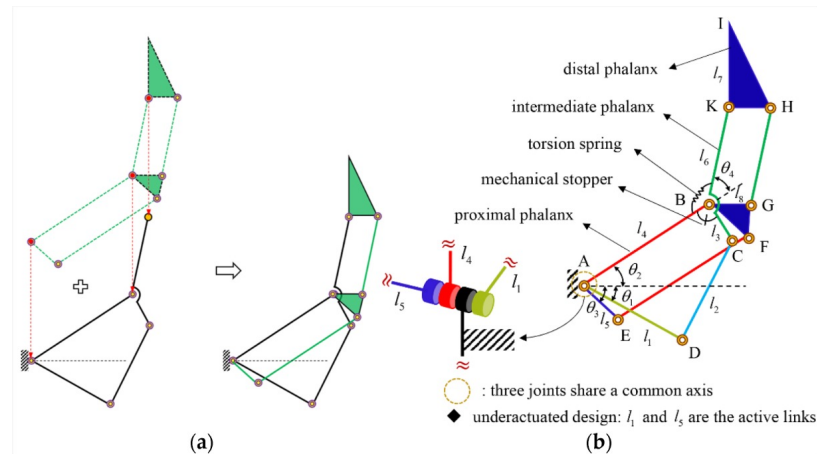 I
distal phalanx
l7
K
H
intermediate phalanx
torsion spring
l6
θ4
mechanical stopper
B
l8
G
proximal phalanx
l4
l3
F
C
A
θ2
l4
l1
l5
θ1
θ3
l5
l2
E
l1
D
: three joints share a common axis
underactuated design: l1 and l5 are the active links
(a)
(b)